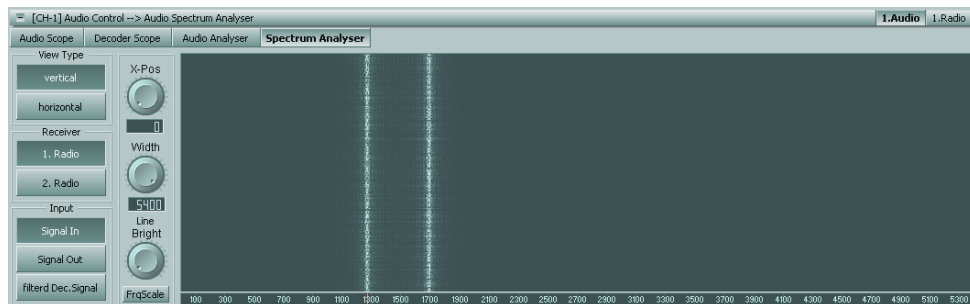 [CH-1] Audio Control --> Audio Spectrum Analyser
1.Audio 1.Radio
Audio Scope Decoder Scope Audio Analyser Spectrum Analyser
View Type
vertical
horizontal
Receiver
1. Radio
2. Radio
Input
Signal In
Signal Out
filterd Dec.Signal
X-Pos
0
Width
5400
Line
Bright
FrqScale
100 300 500 700 900 1100 1300 1500 1700 1900 2100 2300 2500 2700 2900 3100 3300 3500 3700 3900 4100 4300 4500 4700 4900 5100 5300